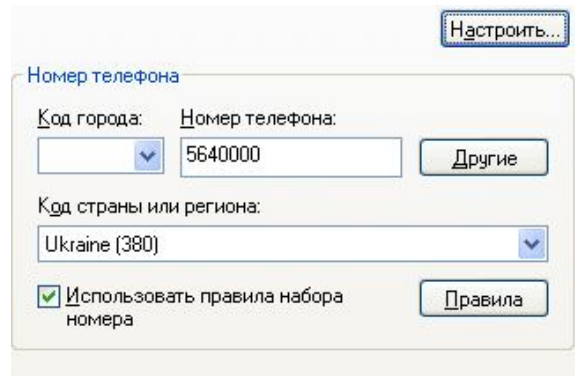 Настроить...
Номер телефона
Код города: Номер телефона:
5640000 Другие
Код страны или региона:
Ukraine (380)
Использовать правила набора Правила
номера